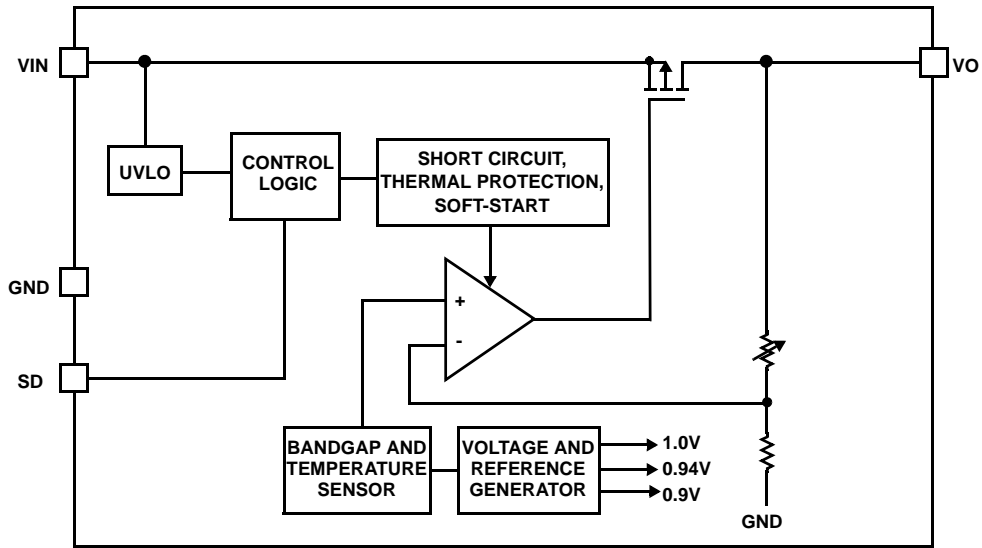 VIN
VO
UVLO
CONTROL
LOGIC
SHORT CIRCUIT,
THERMAL PROTECTION,
SOFT-START
GND
+
-
SD
BANDGAP AND
TEMPERATURE
SENSOR
VOLTAGE AND
REFERENCE
GENERATOR
1.0V
0.94V
0.9V
GND